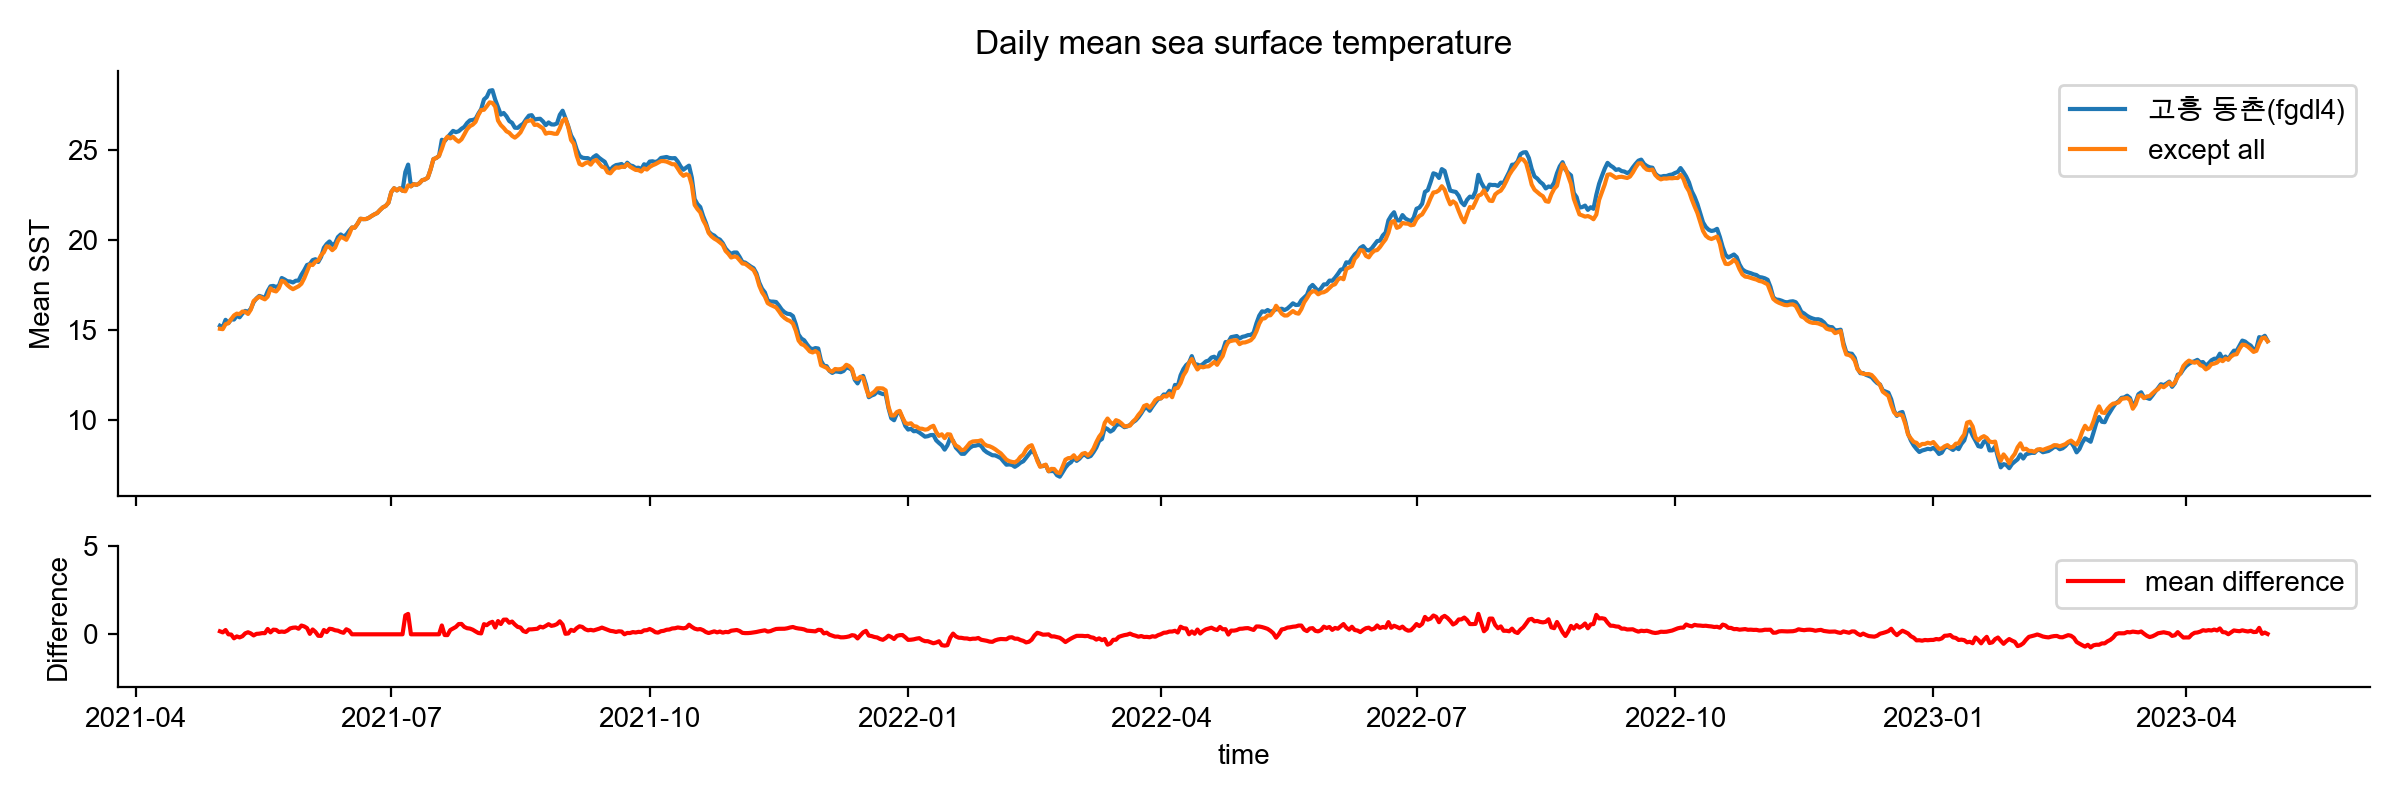 Daily mean sea surface temperature
고흥 동촌(fgdl4)
except all
Mean SST
25
20
15
10
mean difference
Difference
5
0
2021-04
2021-07
2021-10
2022-01
2022-04
2022-07
2022-10
2023-01
2023-04
time